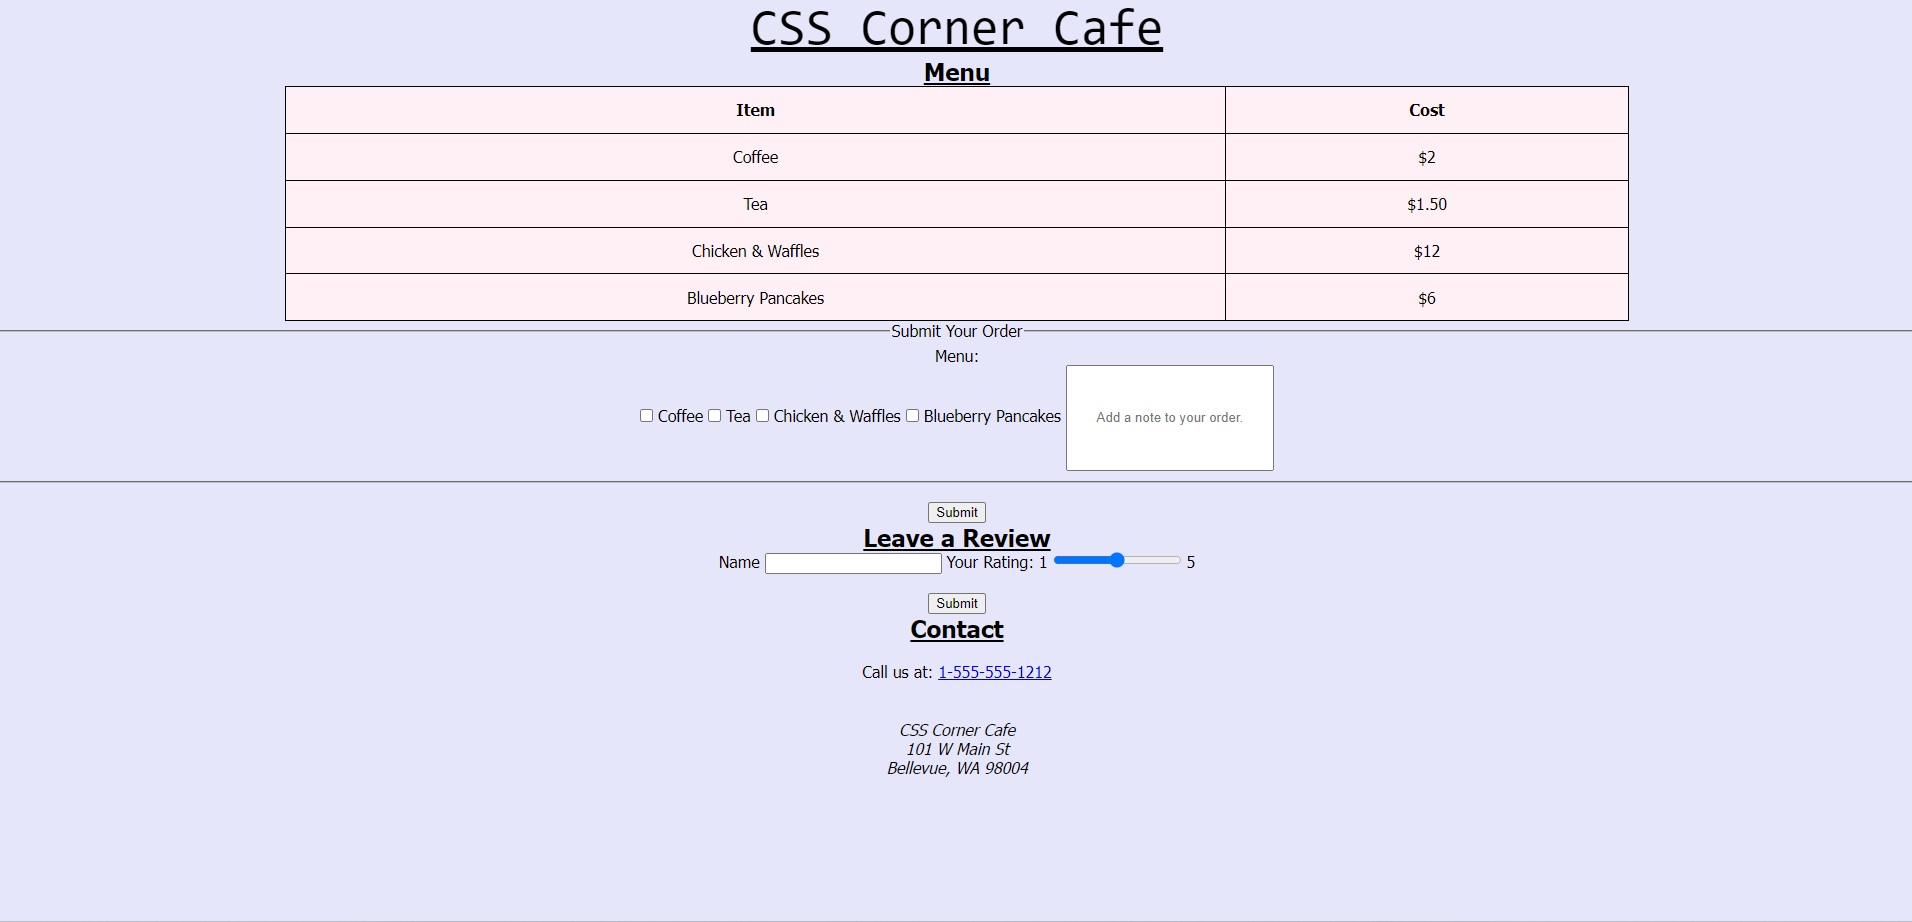 CSS Corner Cafe
Menu
Item Cost
Coffee $2
Tea $1.50
Chicken & Waffles $12
Blueberry Pancakes $6
Submit Your Order
Menu:
Coffee Tea Chicken & Waffles Blueberry Pancakes Add a note to your order.
Submit
Leave a Review
Name Your Rating: 1 5
Submit
Contact
Call us at: 1-555-555-1212
CSS Corner Cafe
101 W Main St
Bellevue, WA 98004